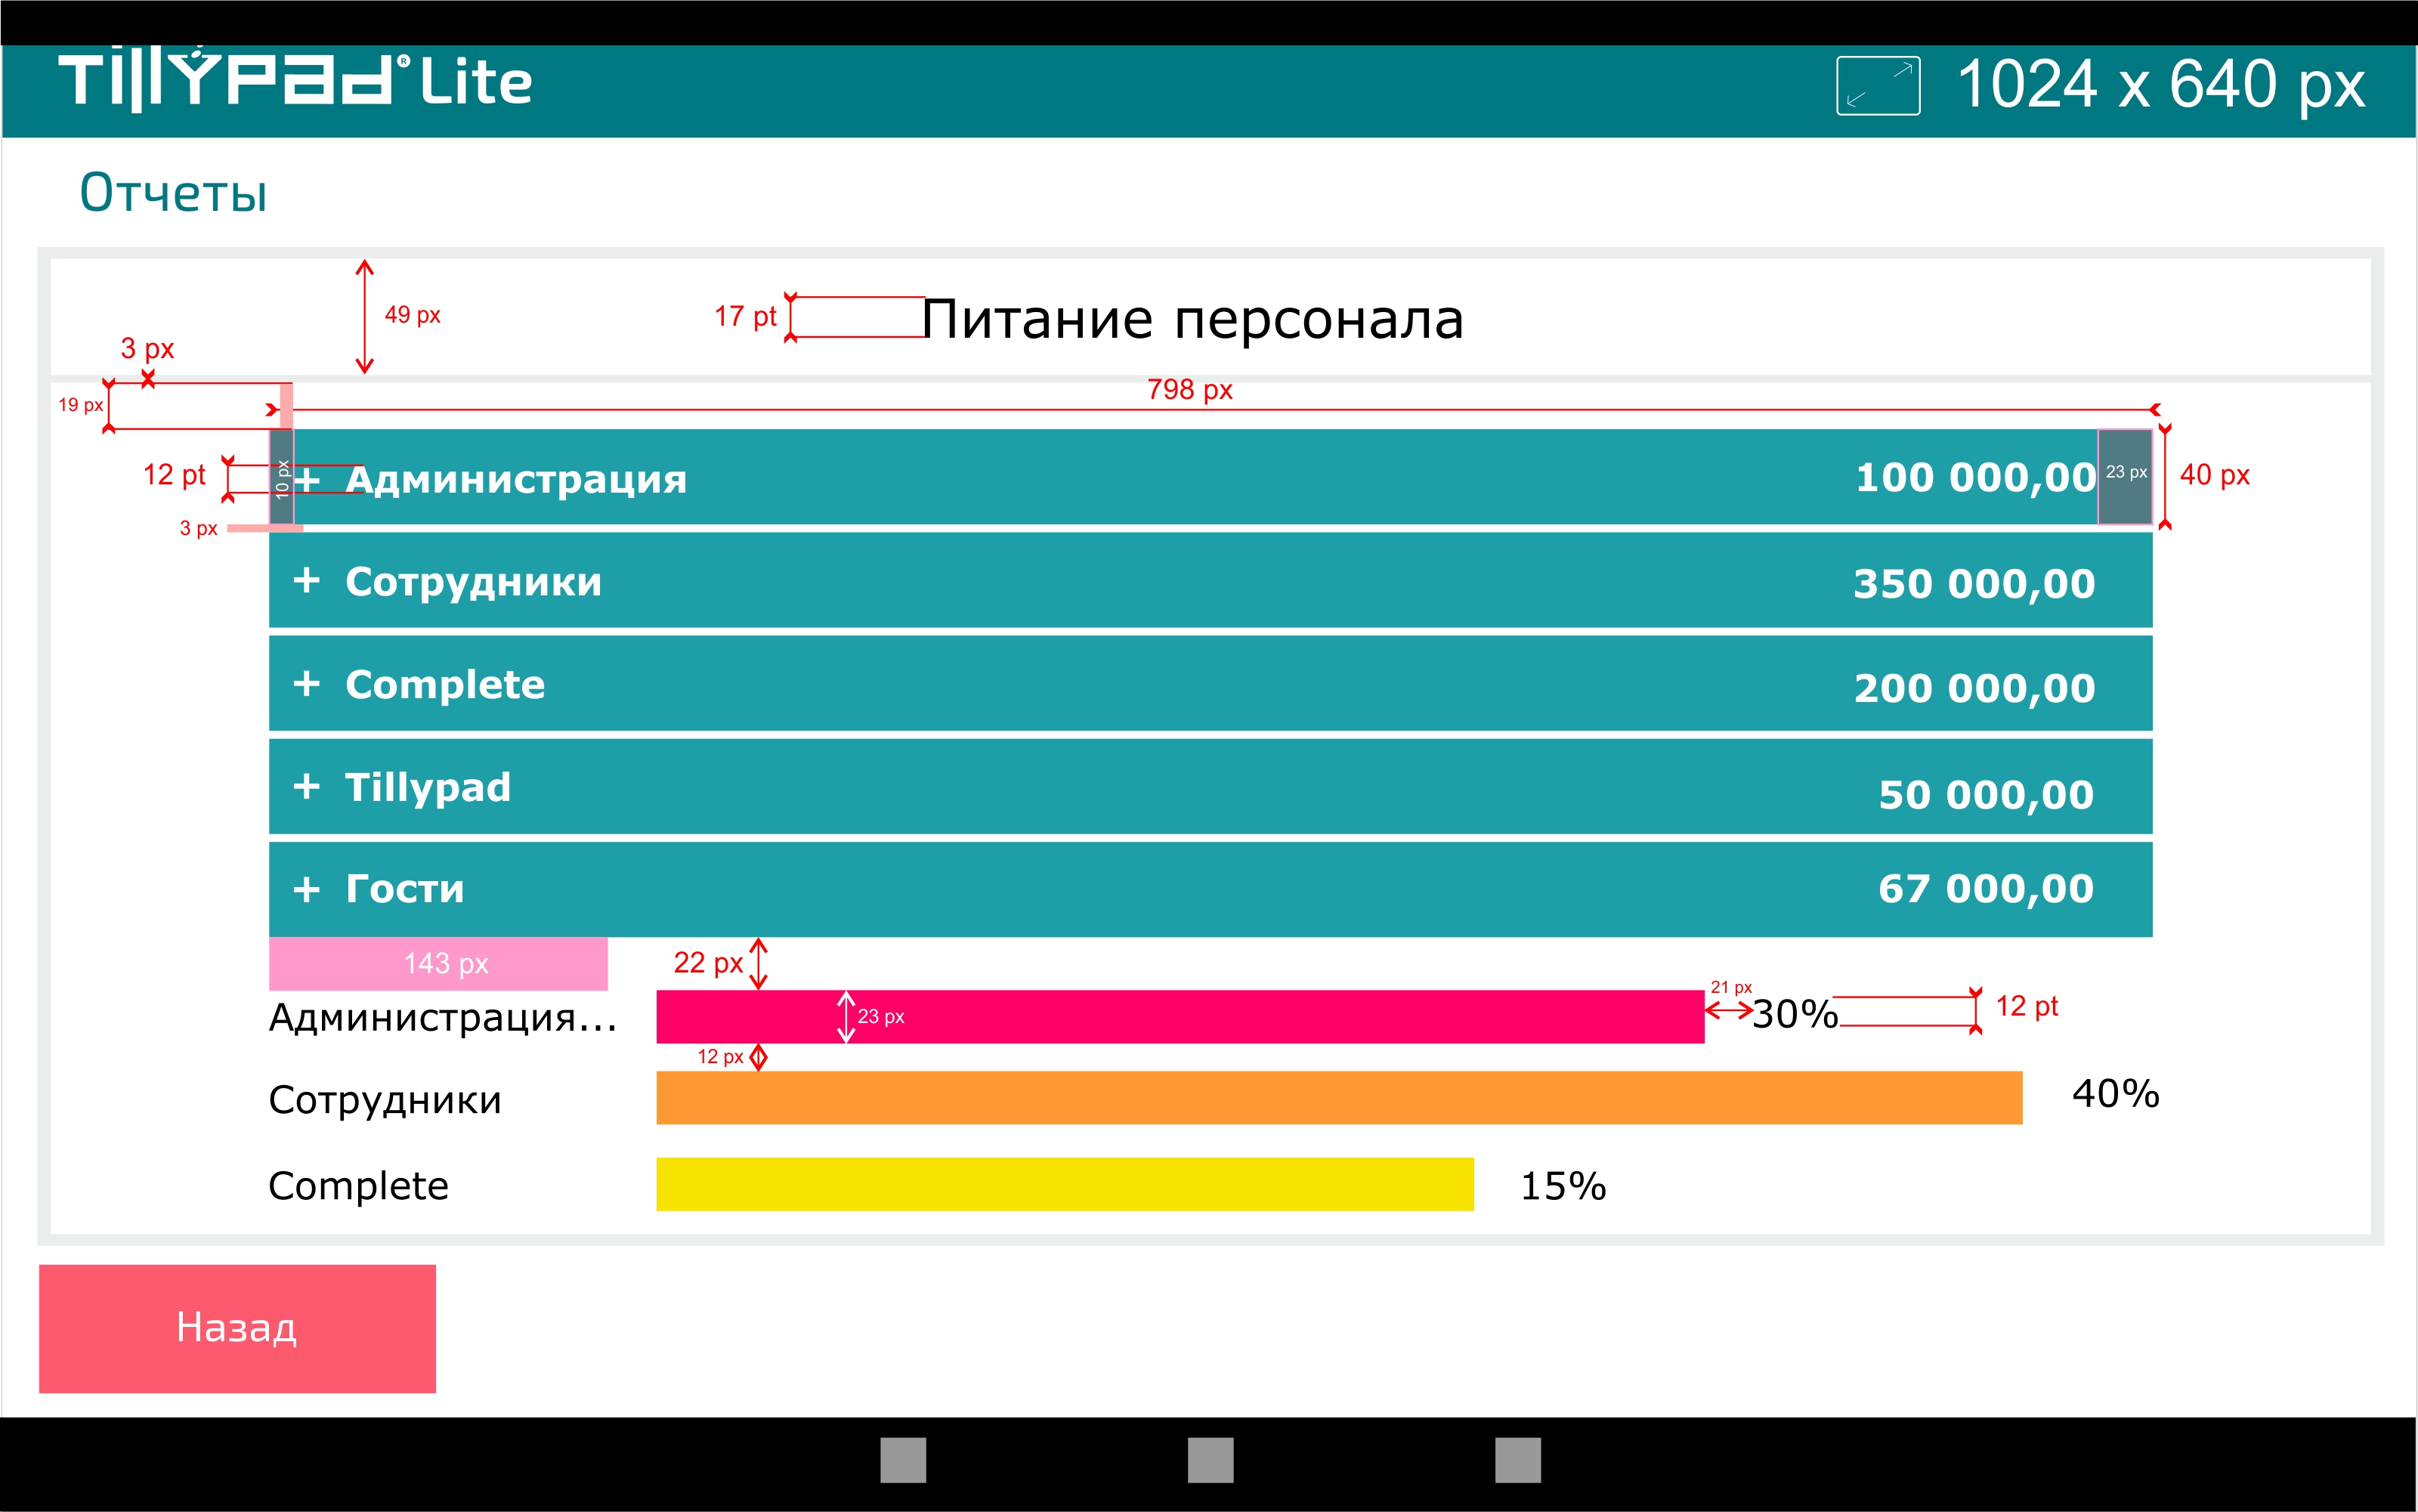 TillYPad® Lite
1024 x 640 px
Отчеты
49 px
17 pt
Питание персонала
3 px
798 px
19 px
12 pt
10 px
+ Администрация
100 000,00
23 px
40 px
3 px
+ Сотрудники
350 000,00
+ Complete
200 000,00
+ Tillypad
50 000,00
+ Гости
67 000,00
143 px
22 px
Администрация...
23 px
21 px
30%
12 pt
12 px
Сотрудники
40%
Complete
15%
Назад